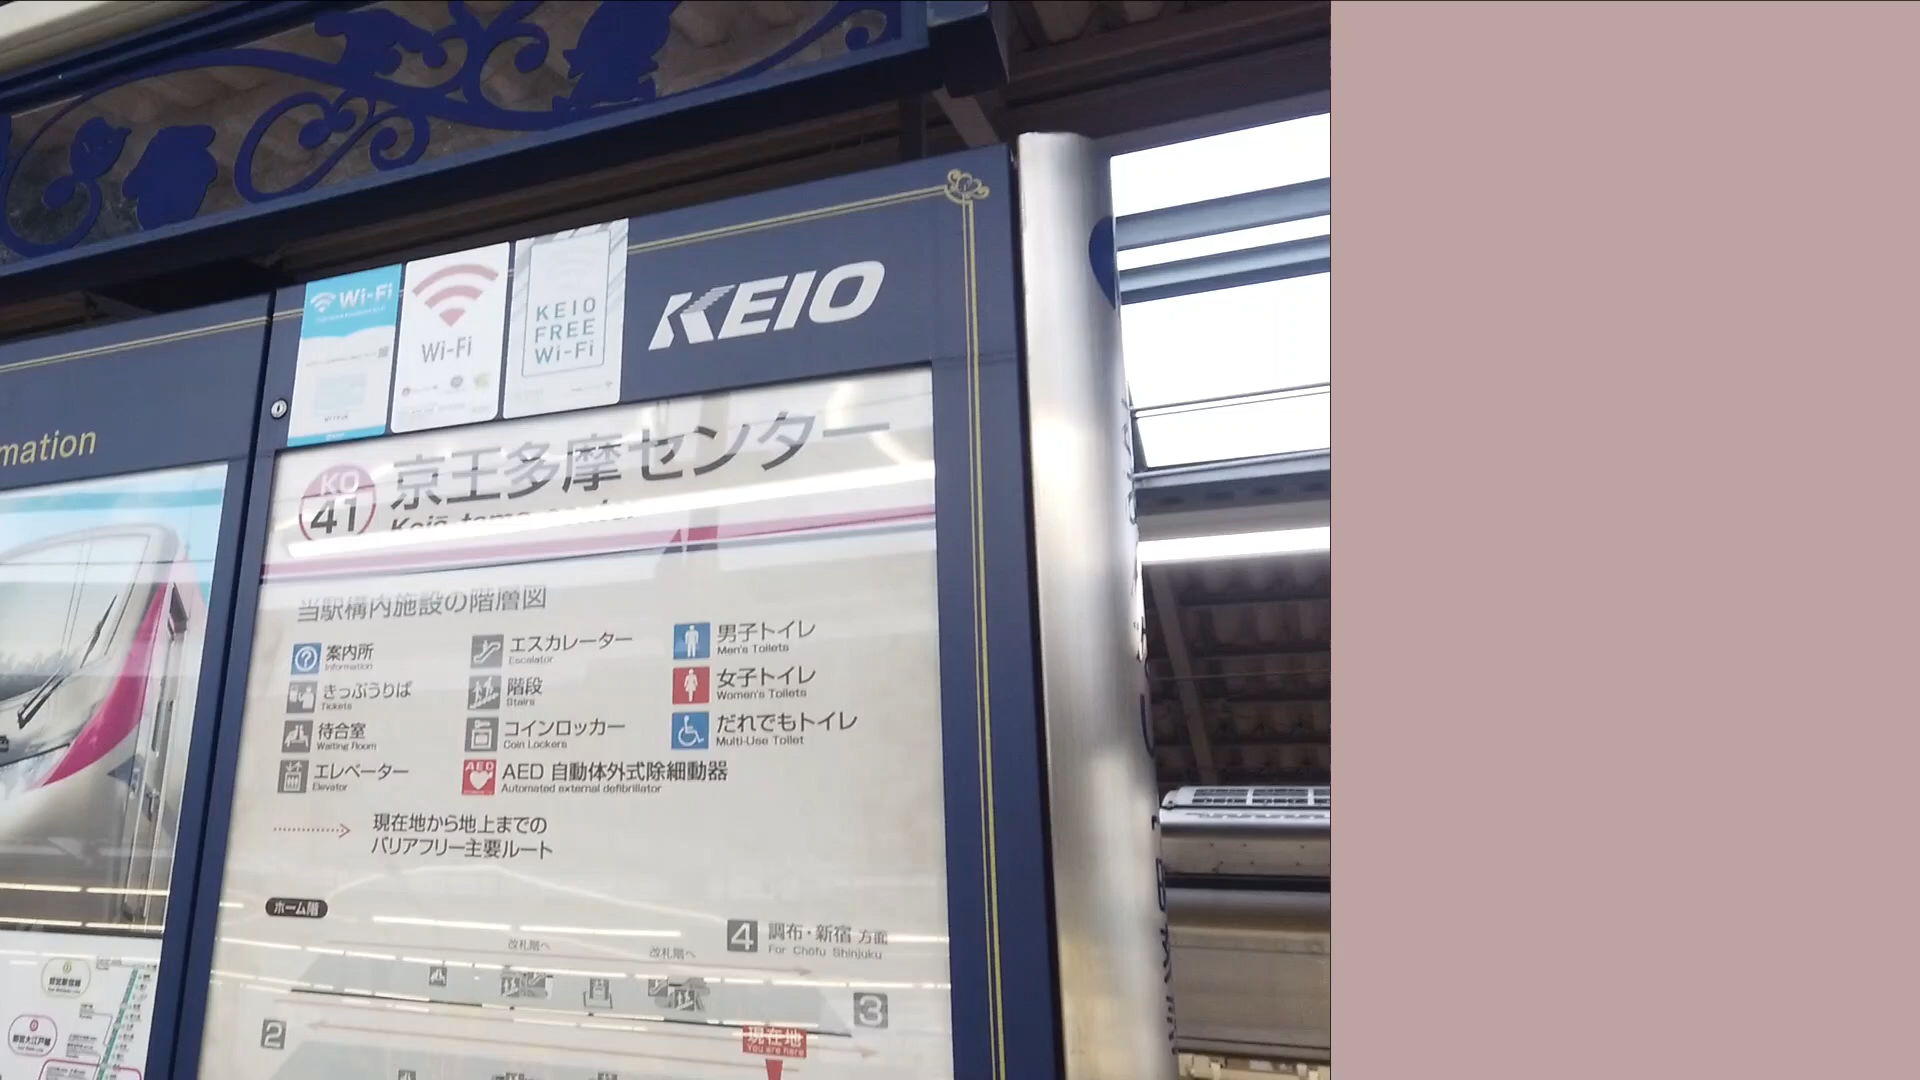 Wi-Fi
Wi-Fi
KEIO
FREE
Wi-Fi
KEIO
mation
KO
41
京王多摩センター
当駅構内施設の階層図
案内所
Information
きっぷうりば
Tickets
待合室
Waiting Room
エレベーター
Elevator
エスカレーター
Escalator
階段
Stairs
コインロッカー
Coin Lockers
AED
AED 自動体外式除細動器
Automated external defibrillator
男子トイレ
Men's Toilets
女子トイレ
Women's Toilets
だれでもトイレ
Multi-Use Toilet
現在地から地上までの
バリアフリー主要ルート
ホーム階
4 調布・新宿 方面
For Chōfu Shinjuku
改札階へ
改札階へ
3
2
現在地
You are here